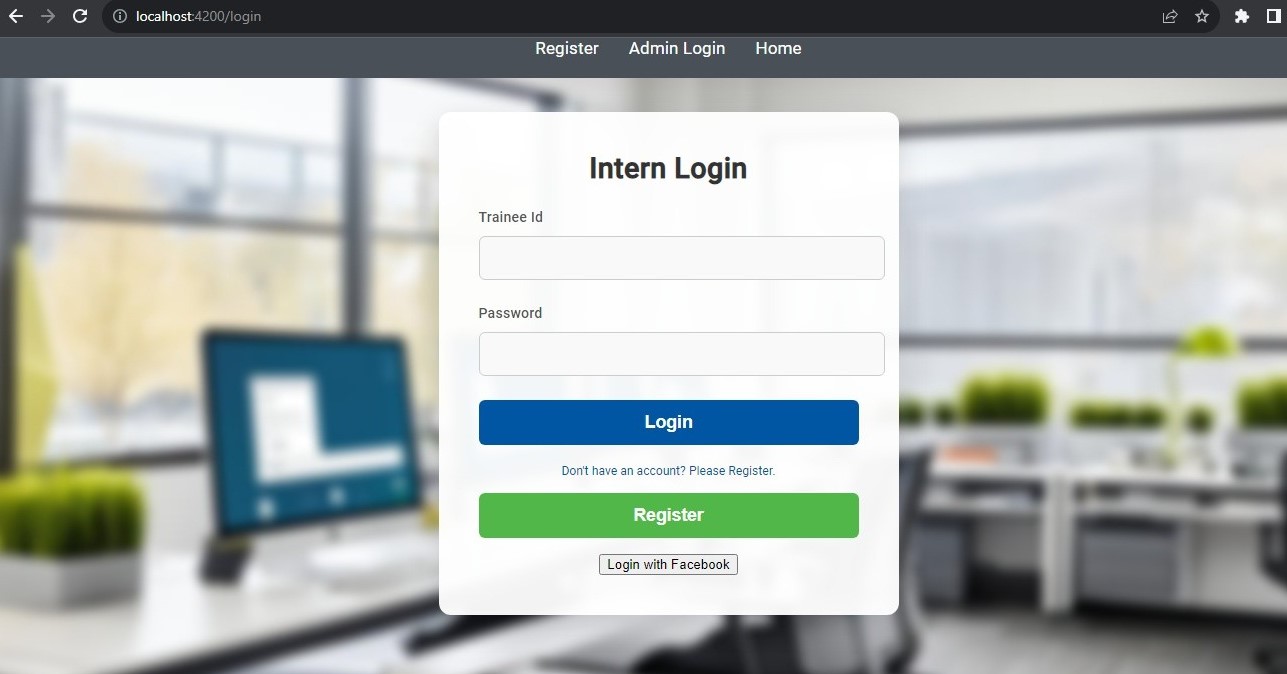 localhost:4200/login
Register Admin Login Home
Intern Login
Trainee Id
Password
Login
Don't have an account? Please Register.
Register
Login with Facebook